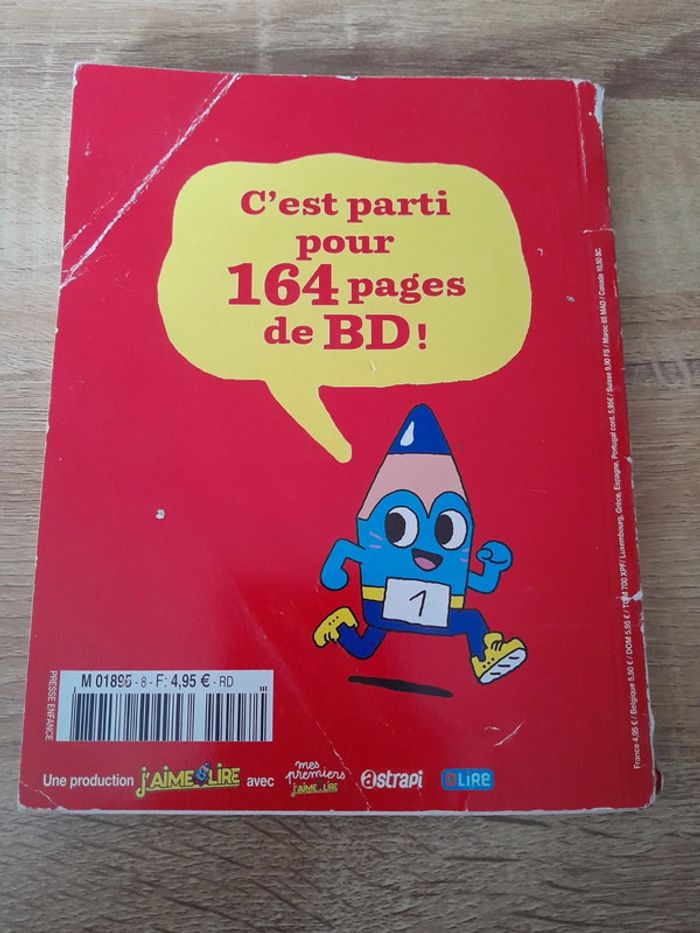 C'est parti
pour
164 pages
de BD !
1
PRESSE ENFANCE
M 01895 - 8 - F: 4,95 € - RD
Une production j'AIME LIRE avec mes premiers j'AIME LIRE astrapi DLiRE
France 4,95 € / Belgique 5,50 € / DOM 5,95 € / TOM 700 XPF/ Luxembourg, Grèce, Espagne, Portugal cont. 5,95€ / Suisse 9,90 FS / Maroc 65 MAD / Canada 10,50 $C.